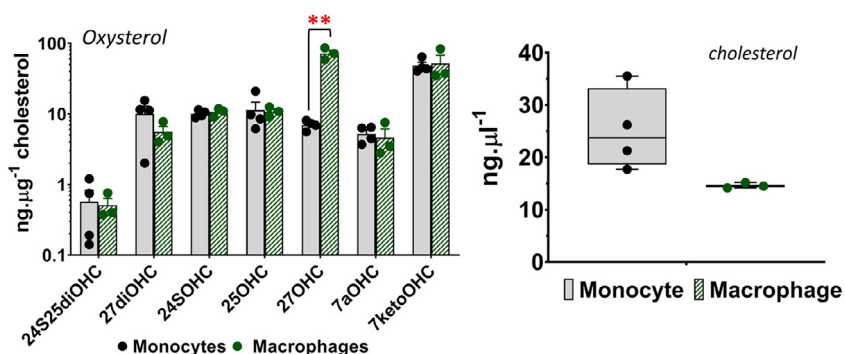 Oxysterol
**
ng.μg-1 cholesterol
100
10
1
0.1
24S25diOHC
27diOHC
24SOHC
25OHC
27OHC
7aOHC
7ketoOHC
Monocytes Macrophages
cholesterol
ng.μl-1
40
30
20
10
0
Monocyte Macrophage